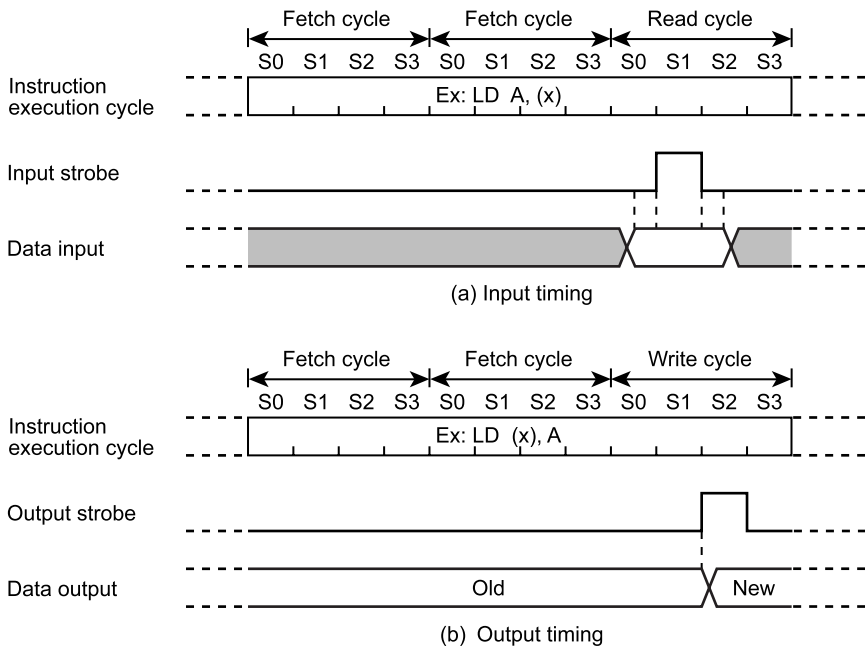 Fetch cycle Fetch cycle Read cycle
S0 S1 S2 S3 S0 S1 S2 S3 S0 S1 S2 S3
Instruction
execution cycle
Ex: LD A, (x)
Input strobe
Data input
(a) Input timing
Fetch cycle Fetch cycle Write cycle
S0 S1 S2 S3 S0 S1 S2 S3 S0 S1 S2 S3
Instruction
execution cycle
Ex: LD (x), A
Output strobe
Data output
Old New
(b) Output timing